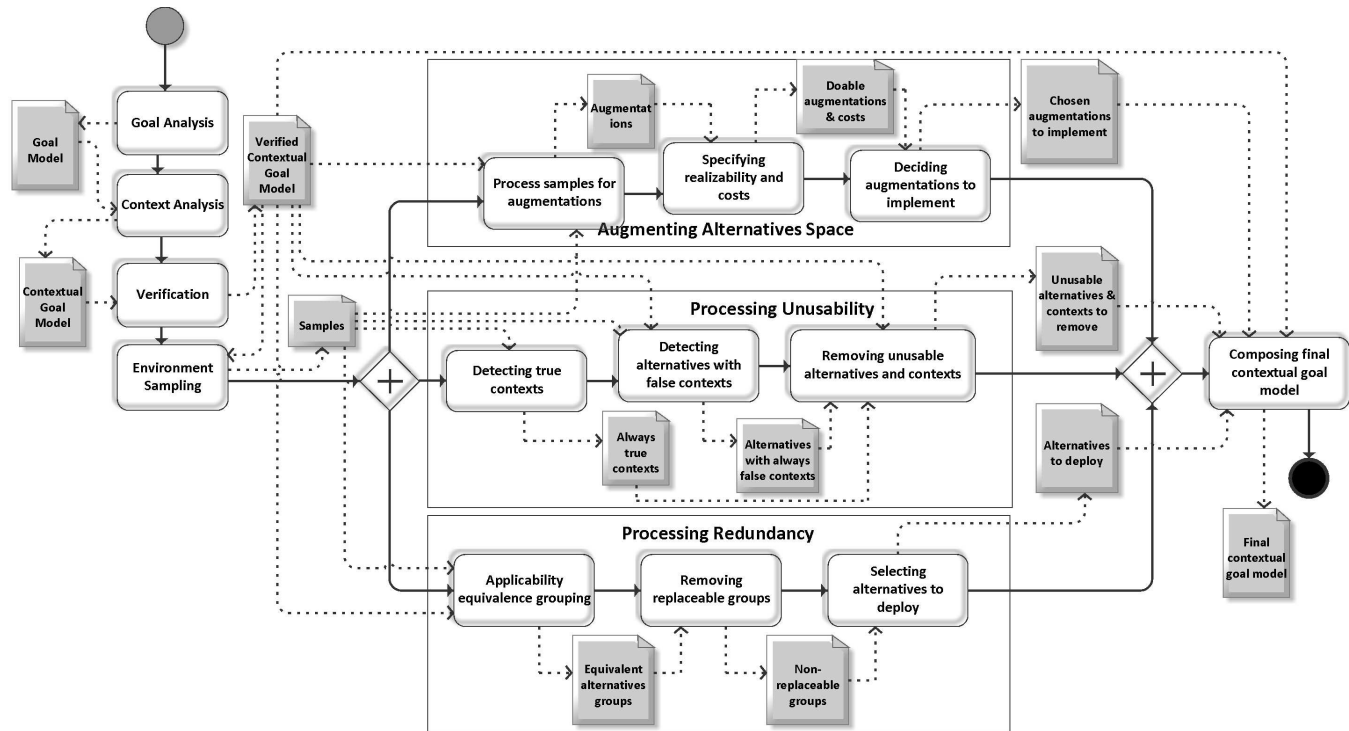 Goal Analysis
Goal
Model
Context Analysis
Contextual
Goal
Model
Verification
Environment
Sampling
Verified
Contextual
Goal
Model
Samples
Augmentat
ions
Doable
augmentations
& costs
Chosen
augmentations
to implement
Process samples for
augmentations
Specifying
realizability and
costs
Deciding
augmentations to
implement
Augmenting Alternatives Space
Processing Unusability
Detecting true
contexts
Detecting
alternatives with
false contexts
Removing unusable
alternatives and contexts
Always
true
contexts
Alternatives
with always
false contexts
Unusable
alternatives &
contexts to
remove
Composing final
contextual goal
model
Alternatives
to deploy
Final
contextual
goal model
Processing Redundancy
Applicability
equivalence grouping
Removing
replaceable groups
Selecting
alternatives to
deploy
Equivalent
alternatives
groups
Non-
replaceable
groups